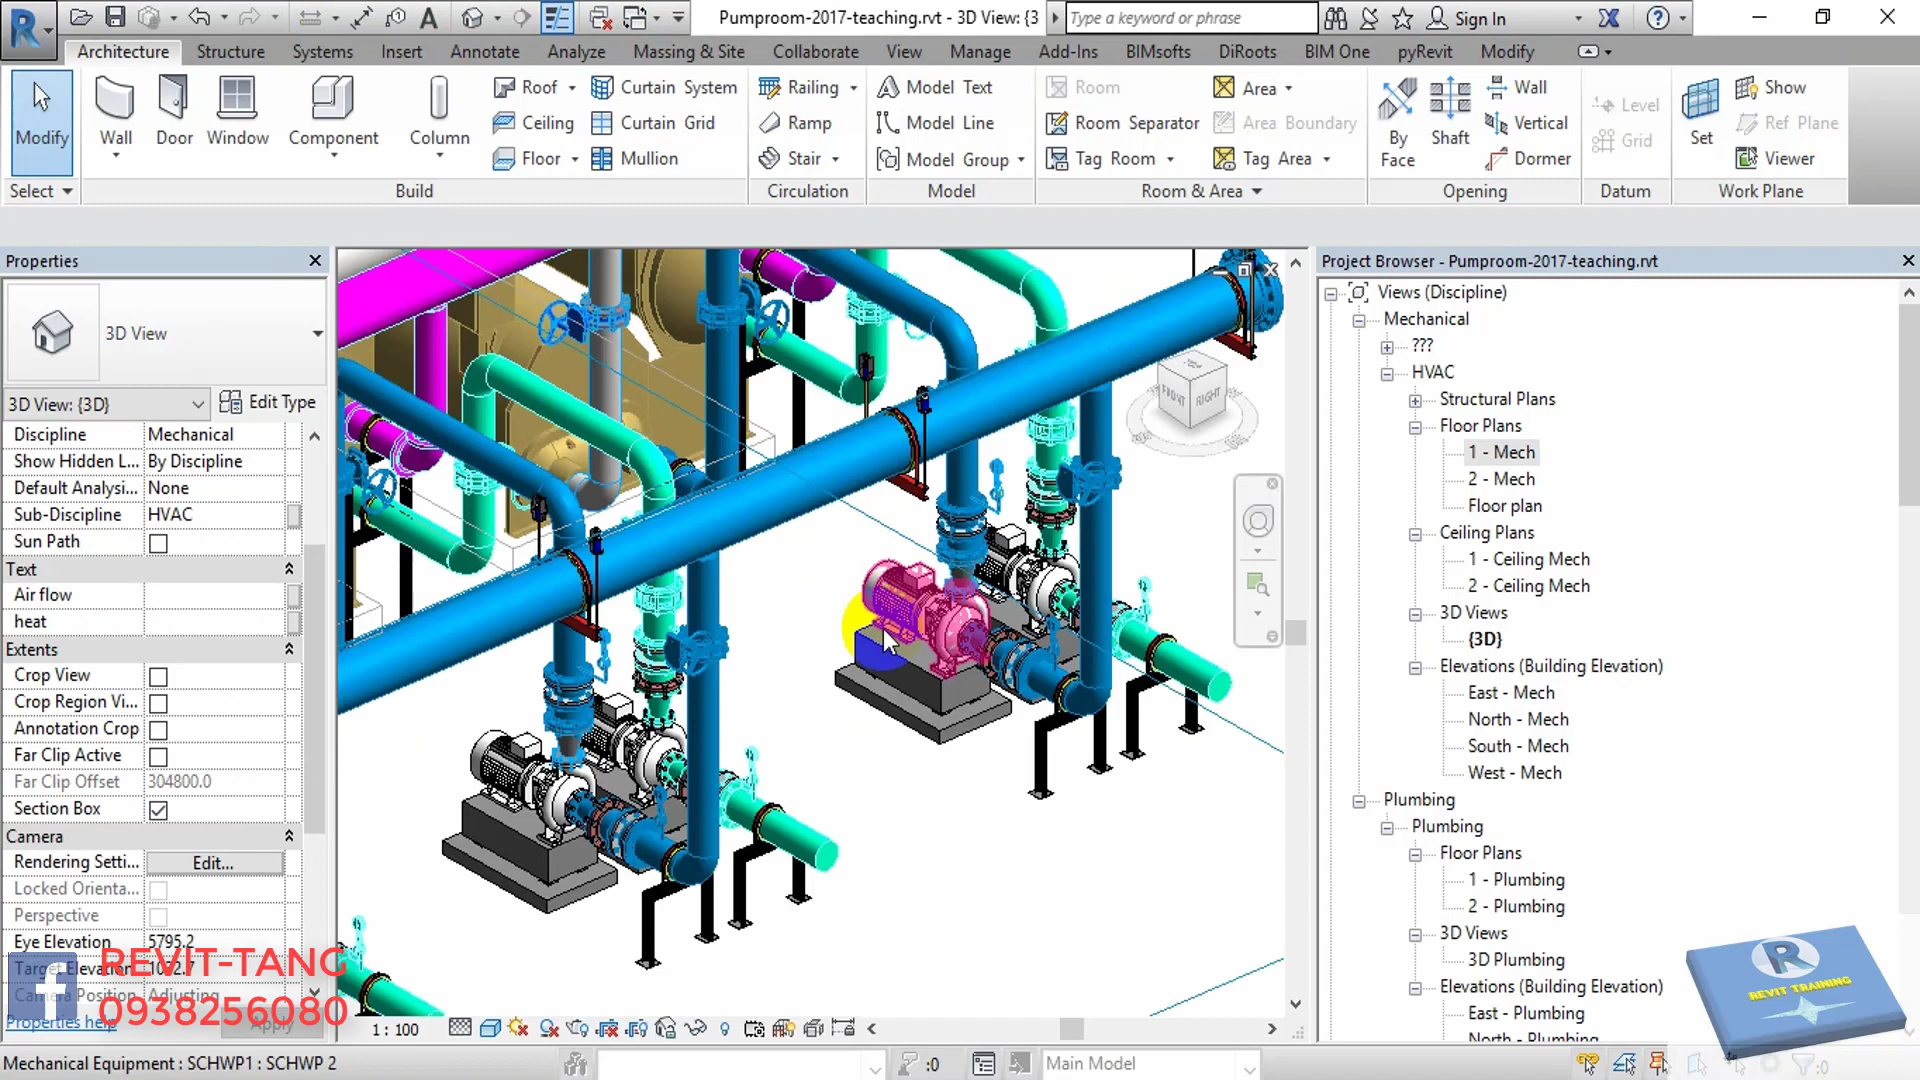 Pumproom-2017-teaching.rvt - 3D View: {3
Type a keyword or phrase
Sign In
Architecture Structure Systems Insert Annotate Analyze Massing & Site Collaborate View Manage Add-Ins BIMsofts DiRoots BIM One pyRevit Modify
Modify
Wall
Door
Window
Component
Column
Roof
Ceiling
Floor
Curtain System
Curtain Grid
Mullion
Railing
Ramp
Stair
Model Text
Model Line
Model Group
Room
Room Separator
Tag Room
Area
Area Boundary
Tag Area
By Face
Shaft
Wall
Vertical
Dormer
Level
Grid
Set
Show
Ref Plane
Viewer
Select
Build
Circulation
Model
Room & Area
Opening
Datum
Work Plane
Properties
3D View
3D View: {3D}
Edit Type
Discipline Mechanical
Show Hidden L... By Discipline
Default Analysi... None
Sub-Discipline HVAC
Sun Path
Text
Air flow
heat
Extents
Crop View
Crop Region Vi...
Annotation Crop
Far Clip Active
Far Clip Offset 304800.0
Section Box
Camera
Rendering Setti... Edit...
Locked Orienta...
Perspective
Eye Elevation 5795.2
Target Elevation
Camera Position Adjusting
Properties help
Apply
REVIT-TANG
0938256080
FRONT
RIGHT
1 : 100
Project Browser - Pumproom-2017-teaching.rvt
Views (Discipline)
Mechanical
???
HVAC
Structural Plans
Floor Plans
1 - Mech
2 - Mech
Floor plan
Ceiling Plans
1 - Ceiling Mech
2 - Ceiling Mech
3D Views
{3D}
Elevations (Building Elevation)
East - Mech
North - Mech
South - Mech
West - Mech
Plumbing
Plumbing
Floor Plans
1 - Plumbing
2 - Plumbing
3D Views
3D Plumbing
Elevations (Building Elevation)
East - Plumbing
North - Plumbing
R
REVIT TRAINING
Mechanical Equipment : SCHWP1 : SCHWP 2
:0
Main Model
:0